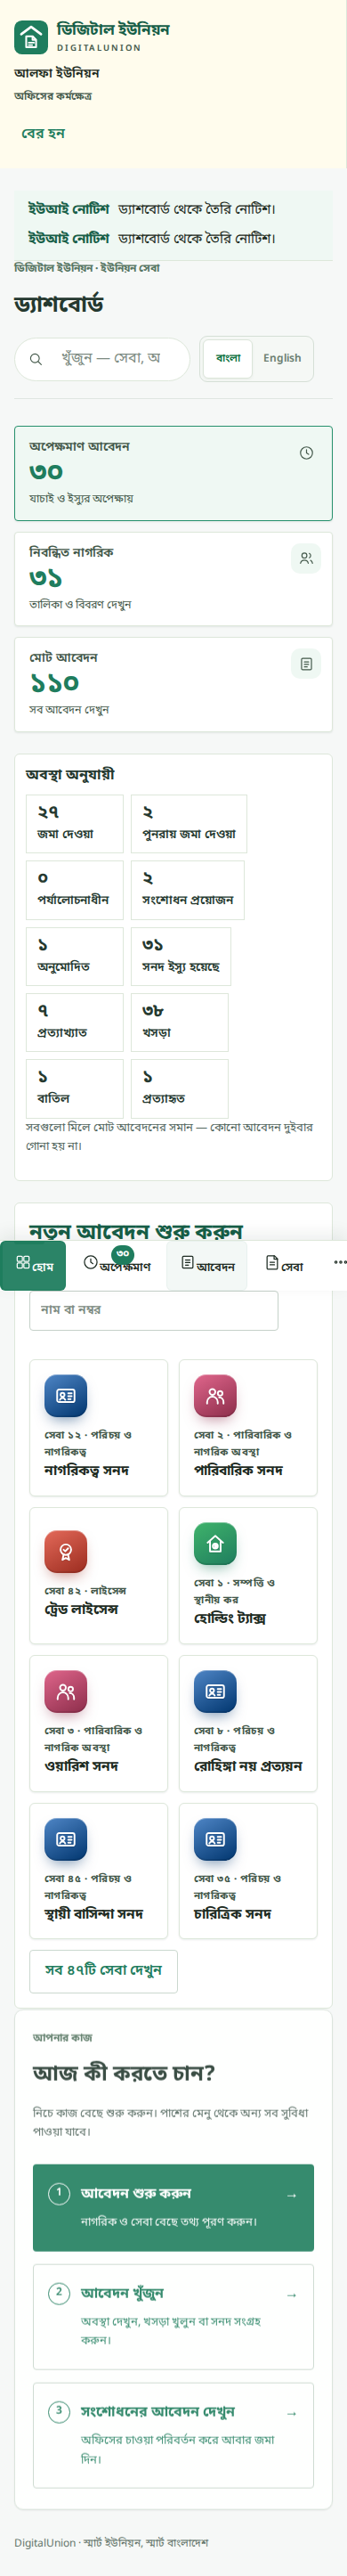 ডিজিটাল ইউনিয়ন
DIGITALUNION
আলফা ইউনিয়ন
অফিসের কর্মক্ষেত্র
বের হন
ইউআই নোটিশ ড্যাশবোর্ড থেকে তৈরি নোটিশ।
ইউআই নোটিশ ড্যাশবোর্ড থেকে তৈরি নোটিশ।
ডিজিটাল ইউনিয়ন · ইউনিয়ন সেবা
ড্যাশবোর্ড
খুঁজুন — সেবা, অ
বাংলা English
অপেক্ষমাণ আবেদন
৩০
যাচাই ও ইস্যুর অপেক্ষায়
নিবন্ধিত নাগরিক
৩১
তালিকা ও বিবরণ দেখুন
মোট আবেদন
১১০
সব আবেদন দেখুন
অবস্থা অনুযায়ী
২৭ ২
জমা দেওয়া পুনরায় জমা দেওয়া
০ ২
পর্যালোচনাধীন সংশোধন প্রয়োজন
১ ৩১
অনুমোদিত সনদ ইস্যু হয়েছে
৭ ৩৮
প্রত্যাখ্যাত খসড়া
১ ১
বাতিল প্রত্যাহৃত
সবগুলো মিলে মোট আবেদনের সমান — কোনো আবেদন দুইবার
গোনা হয় না।
নতুন আবেদন শুরু করুন
৩০
হোম অপেক্ষমাণ আবেদন সেবা
নাম বা নম্বর
সেবা ১২ · পরিচয় ও
নাগরিকত্ব
নাগরিকত্ব সনদ
সেবা ২ · পারিবারিক ও
নাগরিক অবস্থা
পারিবারিক সনদ
সেবা ৪২ · লাইসেন্স
ট্রেড লাইসেন্স
সেবা ১ · সম্পত্তি ও
স্থানীয় কর
হোল্ডিং ট্যাক্স
সেবা ৩ · পারিবারিক ও
নাগরিক অবস্থা
ওয়ারিশ সনদ
সেবা ৮ · পরিচয় ও
নাগরিকত্ব
রোহিঙ্গা নয় প্রত্যয়ন
সেবা ৪৫ · পরিচয় ও
নাগরিকত্ব
স্থায়ী বাসিন্দা সনদ
সেবা ৩৫ · পরিচয় ও
নাগরিকত্ব
চারিত্রিক সনদ
সব ৪৭টি সেবা দেখুন
আপনার কাজ
আজ কী করতে চান?
নিচে কাজ বেছে শুরু করুন। পাশের মেনু থেকে অন্য সব সুবিধা
পাওয়া যাবে।
1 আবেদন শুরু করুন →
নাগরিক ও সেবা বেছে তথ্য পূরণ করুন।
2 আবেদন খুঁজুন →
অবস্থা দেখুন, খসড়া খুলুন বা সনদ সংগ্রহ
করুন।
3 সংশোধনের আবেদন দেখুন →
অফিসের চাওয়া পরিবর্তন করে আবার জমা
দিন।
DigitalUnion · স্মার্ট ইউনিয়ন, স্মার্ট বাংলাদেশ